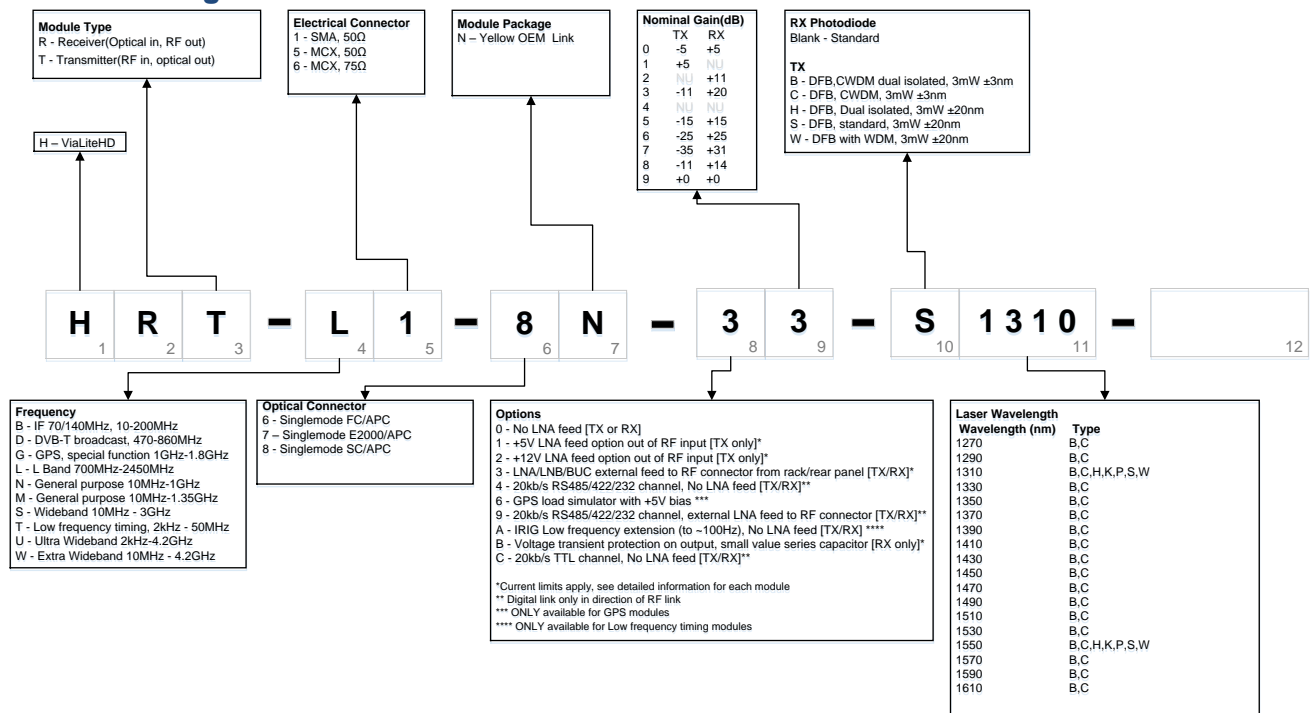 Module Type
R - Receiver(Optical in, RF out)
T - Transmitter(RF in, optical out)
Electrical Connector
1 - SMA, 50Ω
5 - MCX, 50Ω
6 - MCX, 75Ω
Module Package
N – Yellow OEM Link
Nominal Gain(dB)
TX RX
0 -5 +5
1 +5 NU
2 NU +11
3 -11 +20
4 NU NU
5 -15 +15
6 -25 +25
7 -35 +31
8 -11 +14
9 +0 +0
RX Photodiode
Blank - Standard
TX
B - DFB,CWDM dual isolated, 3mW ±3nm
C - DFB, CWDM, 3mW ±3nm
H - DFB, Dual isolated, 3mW ±20nm
S - DFB, standard, 3mW ±20nm
W - DFB with WDM, 3mW ±20nm
H – ViaLiteHD
H R T – L 1 – 8 N – 3 3 – S 1310 –
1 2 3 4 5 6 7 8 9 10 11 12
Frequency
B - IF 70/140MHz, 10-200MHz
D - DVB-T broadcast, 470-860MHz
G - GPS, special function 1GHz-1.8GHz
L - L Band 700MHz-2450MHz
N - General purpose 10MHz-1GHz
M - General purpose 10MHz-1.35GHz
S - Wideband 10MHz - 3GHz
T - Low frequency timing, 2kHz - 50MHz
U - Ultra Wideband 2kHz-4.2GHz
W - Extra Wideband 10MHz - 4.2GHz
Optical Connector
6 - Singlemode FC/APC
7 – Singlemode E2000/APC
8 - Singlemode SC/APC
Options
0 - No LNA feed [TX or RX]
1 - +5V LNA feed option out of RF input [TX only]*
2 - +12V LNA feed option out of RF input [TX only]*
3 - LNA/LNB/BUC external feed to RF connector from rack/rear panel [TX/RX]*
4 - 20kb/s RS485/422/232 channel, No LNA feed [TX/RX]**
6 - GPS load simulator with +5V bias ***
9 - 20kb/s RS485/422/232 channel, external LNA feed to RF connector [TX/RX]**
A - IRIG Low frequency extension (to ~100Hz), No LNA feed [TX/RX] ****
B - Voltage transient protection on output, small value series capacitor [RX only]*
C - 20kb/s TTL channel, No LNA feed [TX/RX]**
*Current limits apply, see detailed information for each module
** Digital link only in direction of RF link
*** ONLY available for GPS modules
**** ONLY available for Low frequency timing modules
Laser Wavelength
Wavelength (nm) Type
1270 B,C
1290 B,C
1310 B,C,H,K,P,S,W
1330 B,C
1350 B,C
1370 B,C
1390 B,C
1410 B,C
1430 B,C
1450 B,C
1470 B,C
1490 B,C
1510 B,C
1530 B,C
1550 B,C,H,K,P,S,W
1570 B,C
1590 B,C
1610 B,C